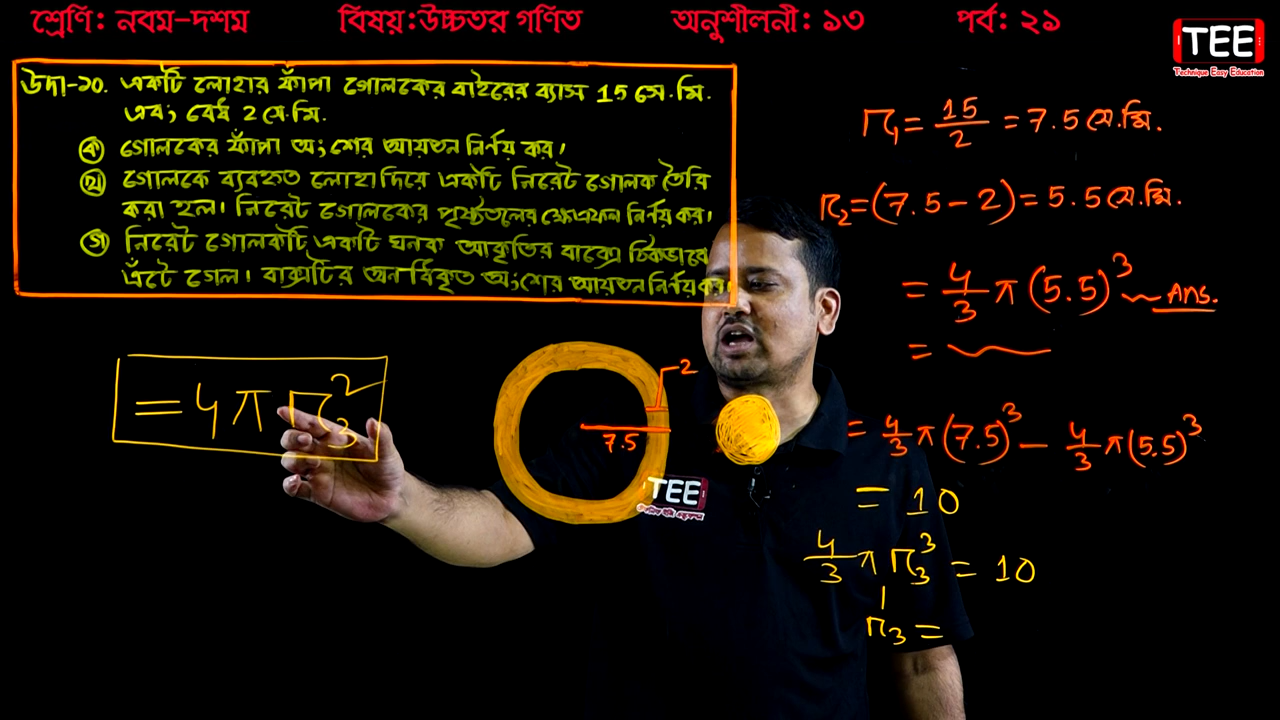 শ্রেণি: নবম-দশম বিষয়:উচ্চতর গণিত অনুশীলনী: ১৩ পর্ব: ২১
TEE
Technique Easy Education
উদা-১০. একটি লোহার ফাঁপা গোলকের বাইরের ব্যাস 15 সে.মি.
এবং বেধ 2 সে.মি.
ক গোলকের ফাঁপা অংশের আয়তন নির্ণয় কর।
খ গোলকে ব্যবহৃত লোহা দিয়ে একটি নিরেট গোলক তৈরি
করা হল। নিরেট গোলকের পৃষ্ঠতলের ক্ষেত্রফল নির্ণয় কর।
গ নিরেট গোলকটি একটি ঘনক আকৃতির বাক্সে ঠিকভাবে
এঁটে গেল। বাক্সটির অনধিকৃত অংশের আয়তন নির্ণয় কর।
r₁ = 15/2 = 7.5 সে.মি.
r₂ = (7.5 − 2) = 5.5 সে.মি.
= 4/3 π (5.5)³ Ans.
=
= 4πr₃²
2
7.5
TEE
= 4/3 π (7.5)³ − 4/3 π (5.5)³
= 10
4/3 π r₃³ = 10
r₃ =